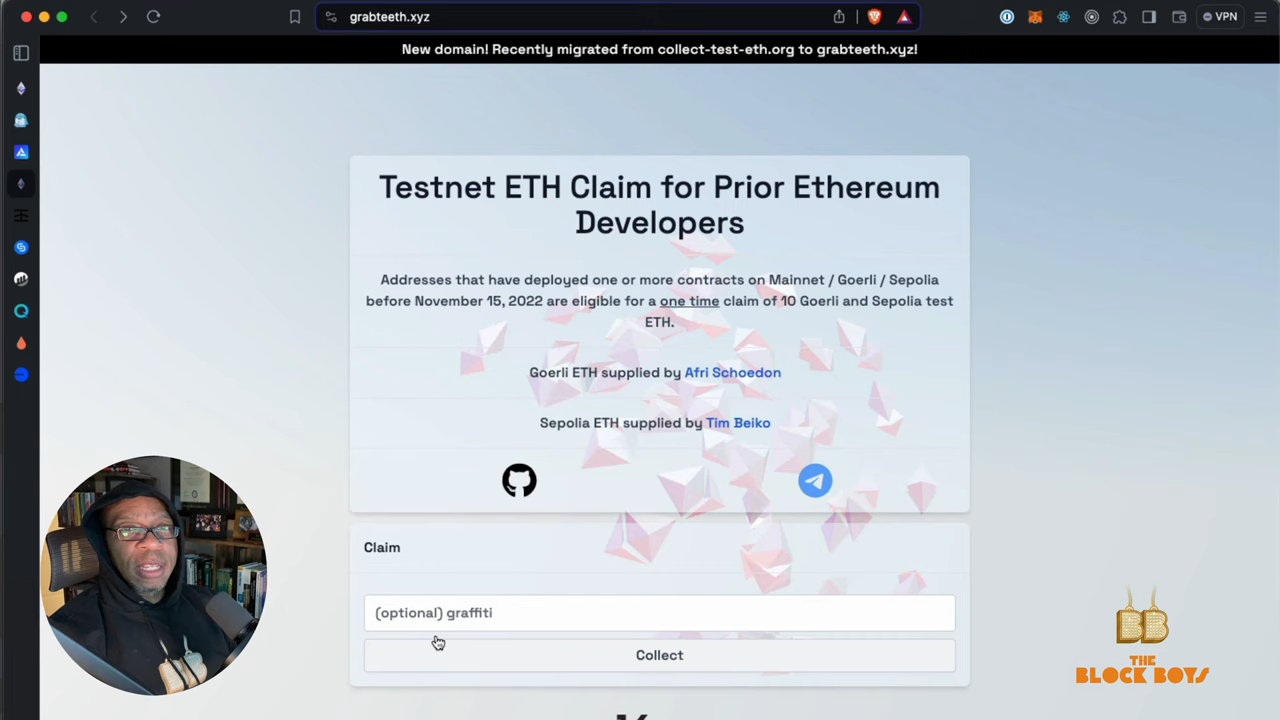 grabteeth.xyz
VPN
New domain! Recently migrated from collect-test-eth.org to grabteeth.xyz!
Testnet ETH Claim for Prior Ethereum
Developers
Addresses that have deployed one or more contracts on Mainnet / Goerli / Sepolia
before November 15, 2022 are eligible for a one time claim of 10 Goerli and Sepolia test
ETH.
Goerli ETH supplied by Afri Schoedon
Sepolia ETH supplied by Tim Beiko
Claim
(optional) graffiti
Collect
BB
THE
BLOCK BOYS